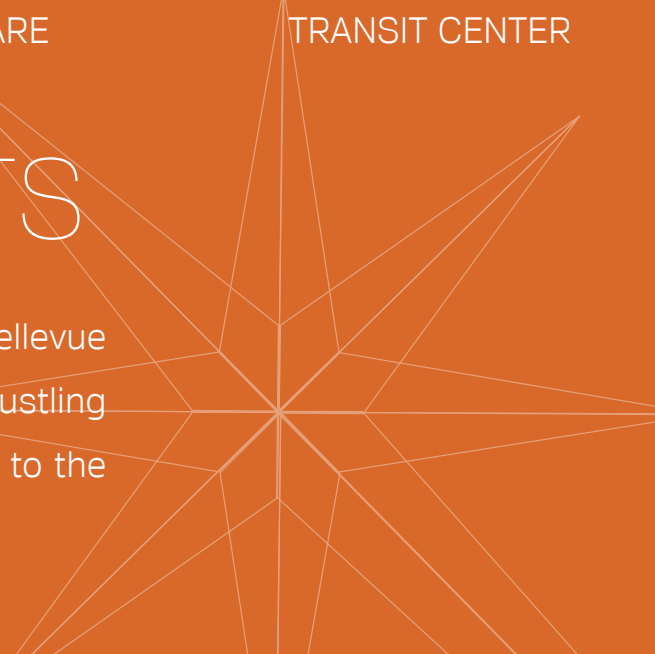 ARE
TRANSIT CENTER
TS
ellevue
ustling
to the